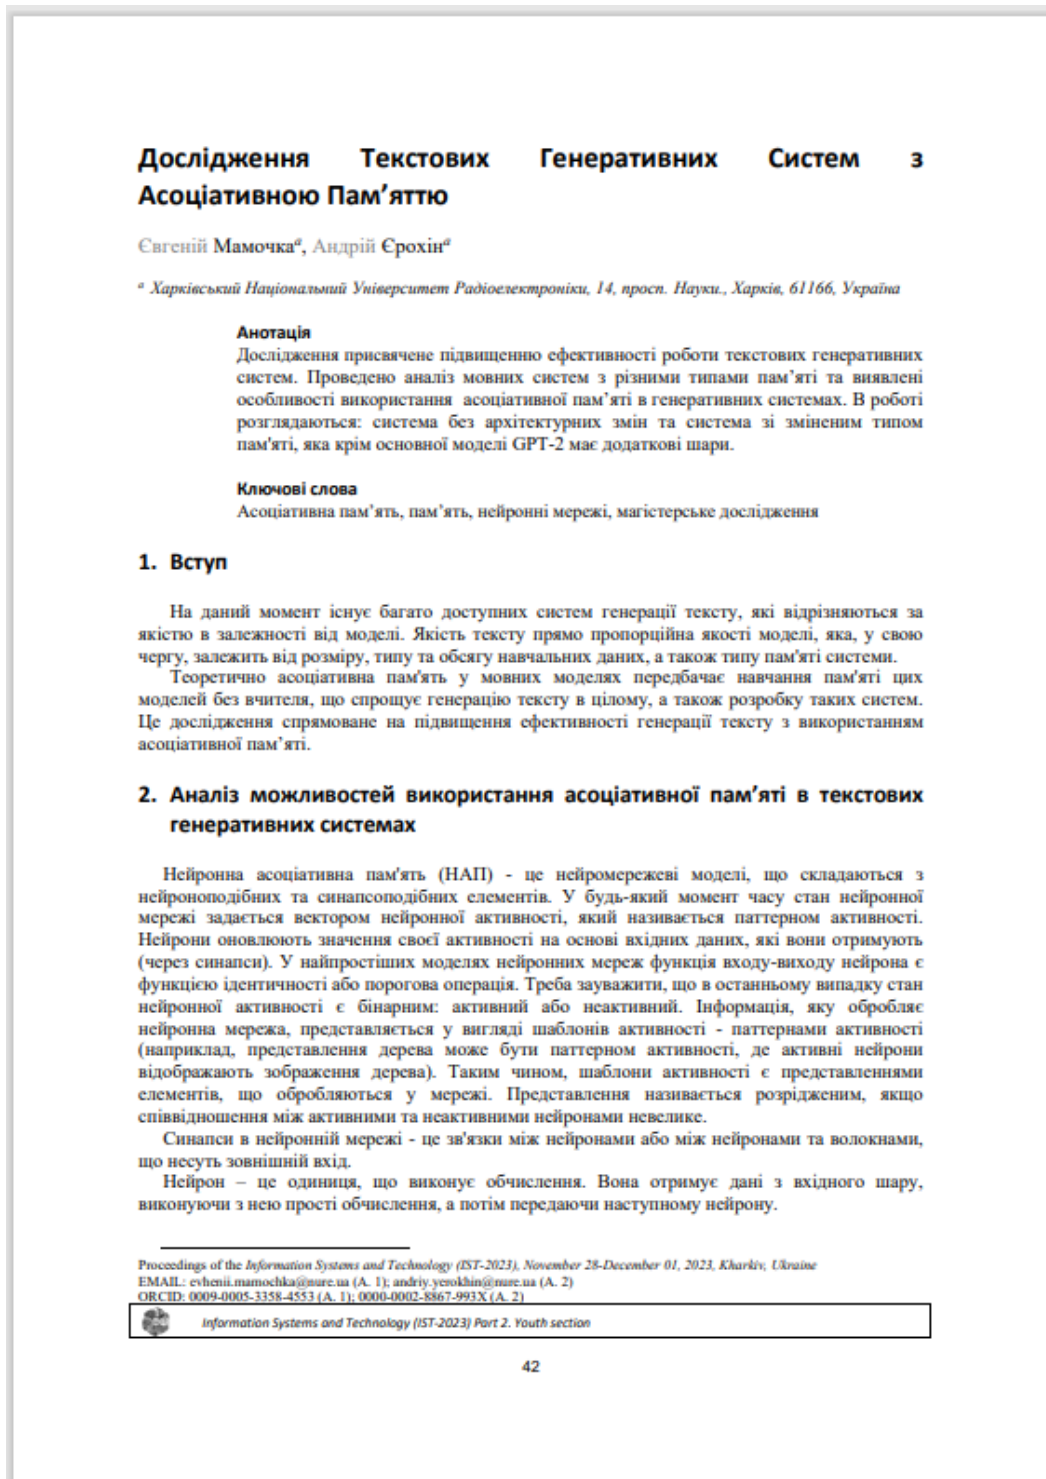 Дослідження Текстових Генеративних Систем з
Асоціативною Пам’яттю
Євгеній Мамочкаᵃ, Андрій Єрохінᵃ
ᵃ Харківський Національний Університет Радіоелектроніки, 14, просп. Науки., Харків, 61166, Україна
Анотація
Дослідження присвячене підвищенню ефективності роботи текстових генеративних
систем. Проведено аналіз мовних систем з різними типами пам’яті та виявлені
особливості використання асоціативної пам’яті в генеративних системах. В роботі
розглядаються: система без архітектурних змін та система зі зміненим типом
пам'яті, яка крім основної моделі GPT-2 має додаткові шари.
Ключові слова
Асоціативна пам’ять, пам’ять, нейронні мережі, магістерське дослідження
1. Вступ
На даний момент існує багато доступних систем генерації тексту, які відрізняються за
якістю в залежності від моделі. Якість тексту прямо пропорційна якості моделі, яка, у свою
чергу, залежить від розміру, типу та обсягу навчальних даних, а також типу пам'яті системи.
Теоретично асоціативна пам'ять у мовних моделях передбачає навчання пам'яті цих
моделей без вчителя, що спрощує генерацію тексту в цілому, а також розробку таких систем.
Це дослідження спрямоване на підвищення ефективності генерації тексту з використанням
асоціативної пам’яті.
2. Аналіз можливостей використання асоціативної пам’яті в текстових
генеративних системах
Нейронна асоціативна пам'ять (НАП) - це нейромережеві моделі, що складаються з
нейроноподібних та синапсоподібних елементів. У будь-який момент часу стан нейронної
мережі задається вектором нейронної активності, який називається паттерном активності.
Нейрони оновлюють значення своєї активності на основі вхідних даних, які вони отримують
(через синапси). У найпростіших моделях нейронних мереж функція входу-виходу нейрона є
функцією ідентичності або порогова операція. Треба зауважити, що в останньому випадку стан
нейронної активності є бінарним: активний або неактивний. Інформація, яку обробляє
нейронна мережа, представляється у вигляді шаблонів активності - паттернами активності
(наприклад, представлення дерева може бути паттерном активності, де активні нейрони
відображають зображення дерева). Таким чином, шаблони активності є представленнями
елементів, що обробляються у мережі. Представлення називається розрідженим, якщо
співвідношення між активними та неактивними нейронами невелике.
Синапси в нейронній мережі - це зв'язки між нейронами або між нейронами та волокнами,
що несуть зовнішній вхід.
Нейрон – це одиниця, що виконує обчислення. Вона отримує дані з вхідного шару,
виконуючи з нею прості обчислення, а потім передаючи наступному нейрону.
Proceedings of the Information Systems and Technology (IST-2023), November 28-December 01, 2023, Kharkiv, Ukraine
EMAIL: evhenii.mamochka@nure.ua (A. 1); andriy.yerokhin@nure.ua (A. 2)
ORCID: 0009-0005-3358-4553 (A. 1); 0000-0002-8867-993X (A. 2)
Information Systems and Technology (IST-2023) Part 2. Youth section
42